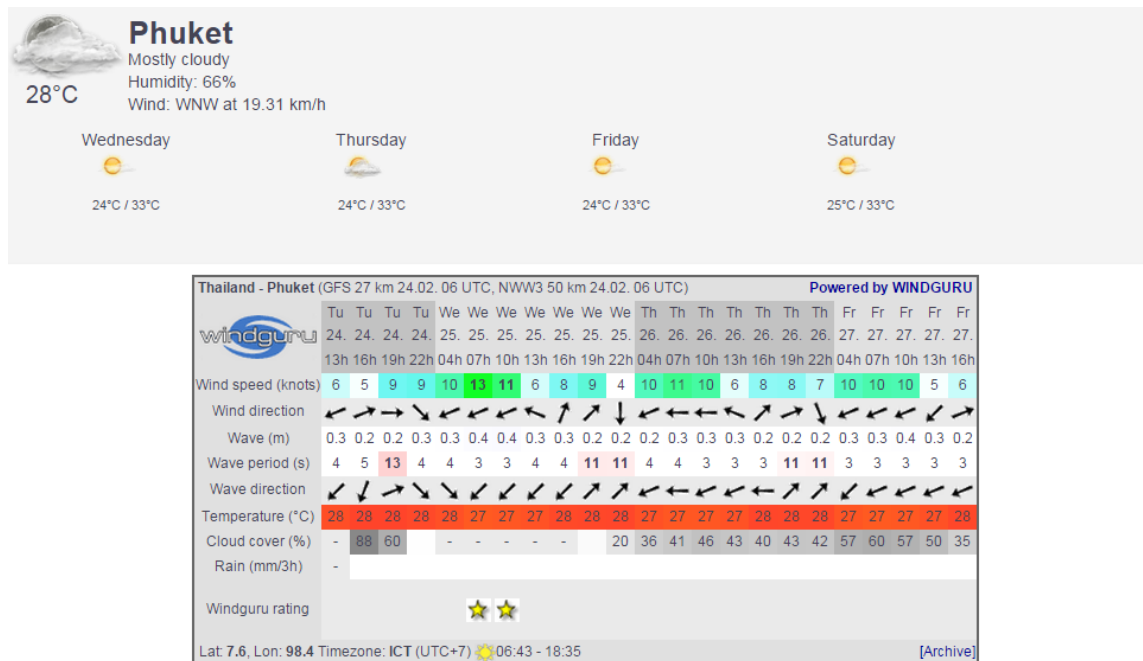 Phuket
Mostly cloudy
Humidity: 66%
28°C
Wind: WNW at 19.31 km/h
Wednesday Thursday Friday Saturday
24°C / 33°C 24°C / 33°C 24°C / 33°C 25°C / 33°C
Thailand - Phuket (GFS 27 km 24.02. 06 UTC, NWW3 50 km 24.02. 06 UTC) Powered by WINDGURU
Tu Tu Tu Tu We We We We We We We Th Th Th Th Th Th Th Fr Fr Fr Fr Fr
windguru 24. 24. 24. 24. 25. 25. 25. 25. 25. 25. 25. 26. 26. 26. 26. 26. 26. 26. 27. 27. 27. 27. 27.
13h 16h 19h 22h 04h 07h 10h 13h 16h 19h 22h 04h 07h 10h 13h 16h 19h 22h 04h 07h 10h 13h 16h
Wind speed (knots) 6 5 9 9 10 13 11 6 8 9 4 10 11 10 6 8 8 7 10 10 10 5 6
Wind direction
Wave (m) 0.3 0.2 0.2 0.3 0.3 0.4 0.4 0.3 0.3 0.2 0.2 0.2 0.3 0.3 0.3 0.2 0.2 0.2 0.3 0.3 0.4 0.3 0.2
Wave period (s) 4 5 13 4 4 3 3 4 4 11 11 4 4 3 3 3 11 11 3 3 3 3 3
Wave direction
Temperature (°C) 28 28 28 28 28 27 27 27 28 28 28 27 27 27 27 28 28 28 27 27 27 27 28
Cloud cover (%) - 88 60 - - - - - 20 36 41 46 43 40 43 42 57 60 57 50 35
Rain (mm/3h) -
Windguru rating
Lat: 7.6, Lon: 98.4 Timezone: ICT (UTC+7) 06:43 - 18:35 [Archive]